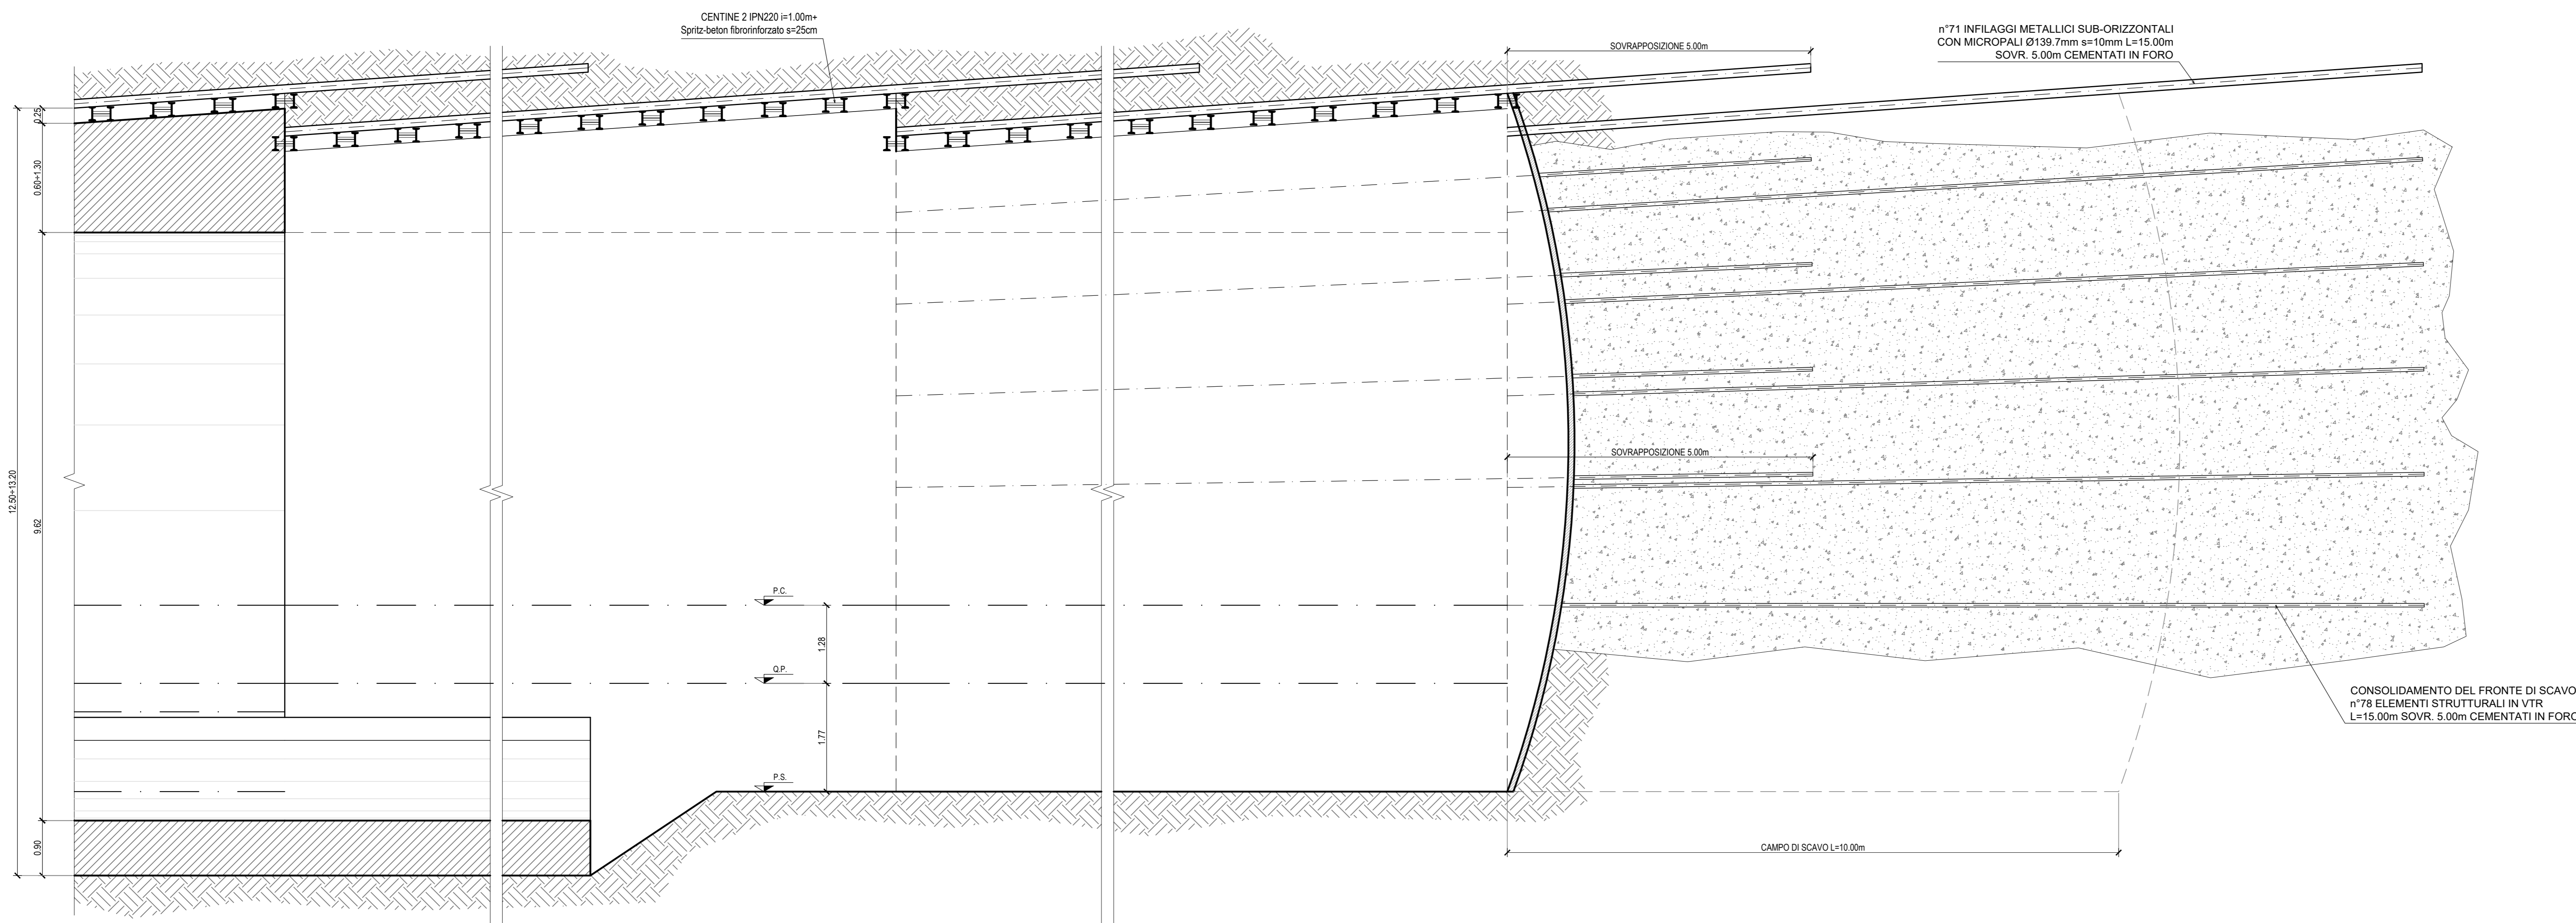 CENTINE 2 IPN220 i=1.00m+
Spritz-beton fibrorinforzato s=25cm
SOVRAPPOSIZIONE 5.00m
n°71 INFILAGGI METALLICI SUB-ORIZZONTALI
CON MICROPALI Ø139.7mm s=10mm L=15.00m
SOVR. 5.00m CEMENTATI IN FORO
0.25
0.60÷1.30
12.50÷13.20
9.62
SOVRAPPOSIZIONE 5.00m
P.C.
1.28
Q.P.
1.77
P.S.
CONSOLIDAMENTO DEL FRONTE DI SCAVO
n°78 ELEMENTI STRUTTURALI IN VTR
L=15.00m SOVR. 5.00m CEMENTATI IN FORO
0.90
CAMPO DI SCAVO L=10.00m